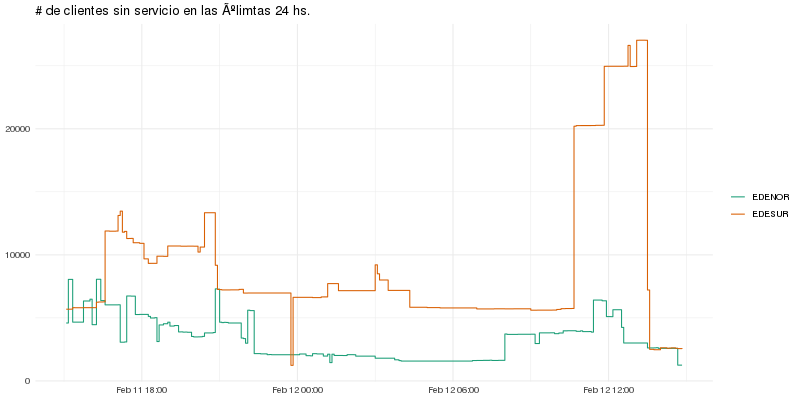 # de clientes sin servicio en las Ãºlimtas 24 hs.
20000
10000
0
Feb 11 18:00
Feb 12 00:00
Feb 12 06:00
Feb 12 12:00
EDENOR
EDESUR